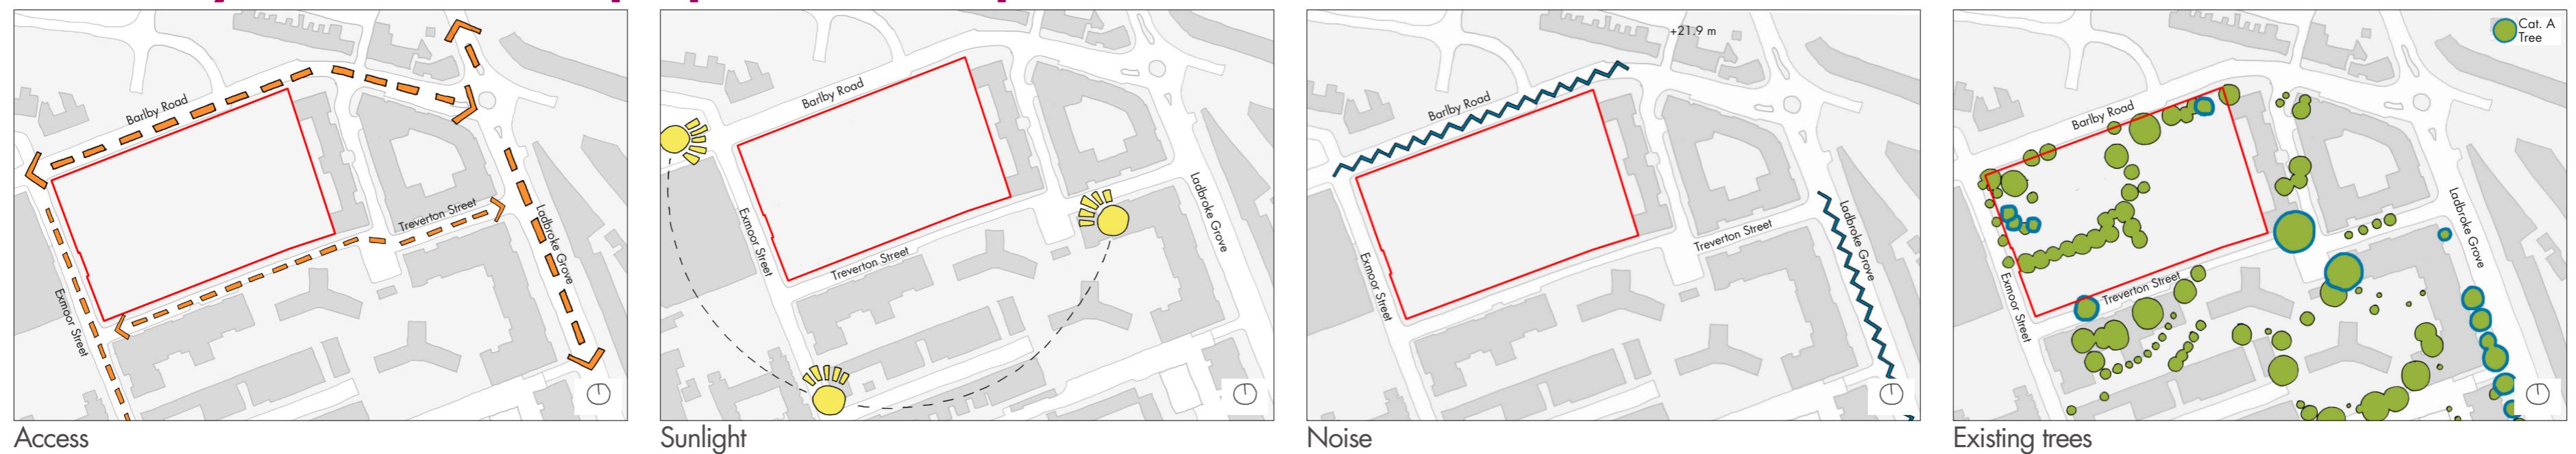 Barlby Road
Treverton Street
Ladbroke Grove
Exmoor Street
Access
Barlby Road
Exmoor Street
Treverton Street
Ladbroke Grove
Sunlight
+21.9 m
Barlby Road
Treverton Street
Ladbroke Grove
Exmoor Street
Noise
Cat. A
Tree
Barlby Road
Treverton Street
Ladbroke Grove
Exmoor Street
Existing trees